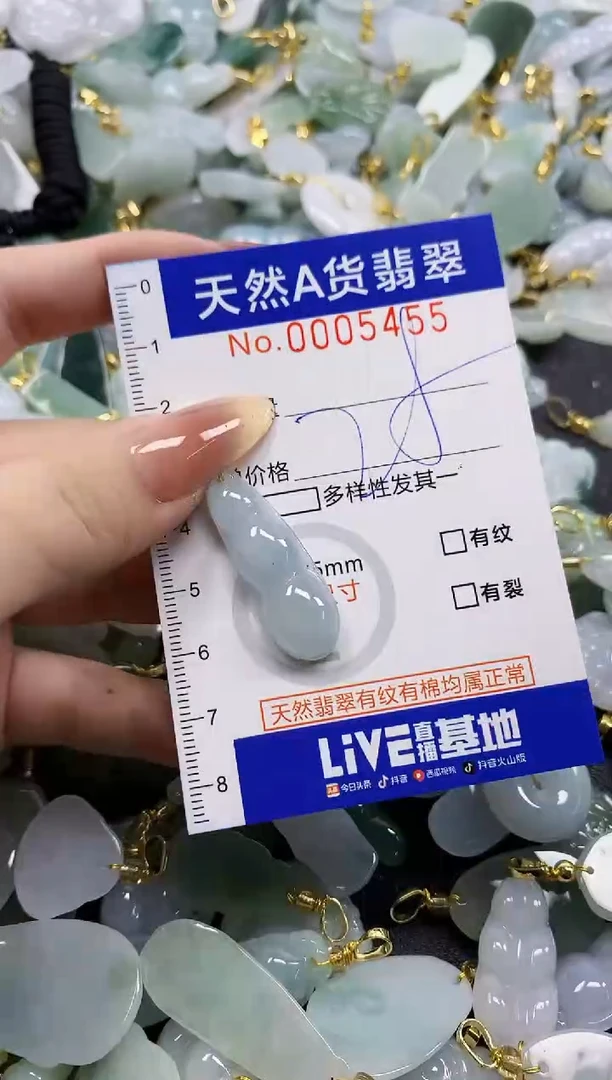 天然A货翡翠
No.0005455
0
1
2
价格
多样性发其一
4
5mm
有纹
5
寸
有裂
6
天然翡翠有纹有棉均属正常
7
LiVE直播基地
8
今日头条 抖音 西瓜视频 抖音火山版